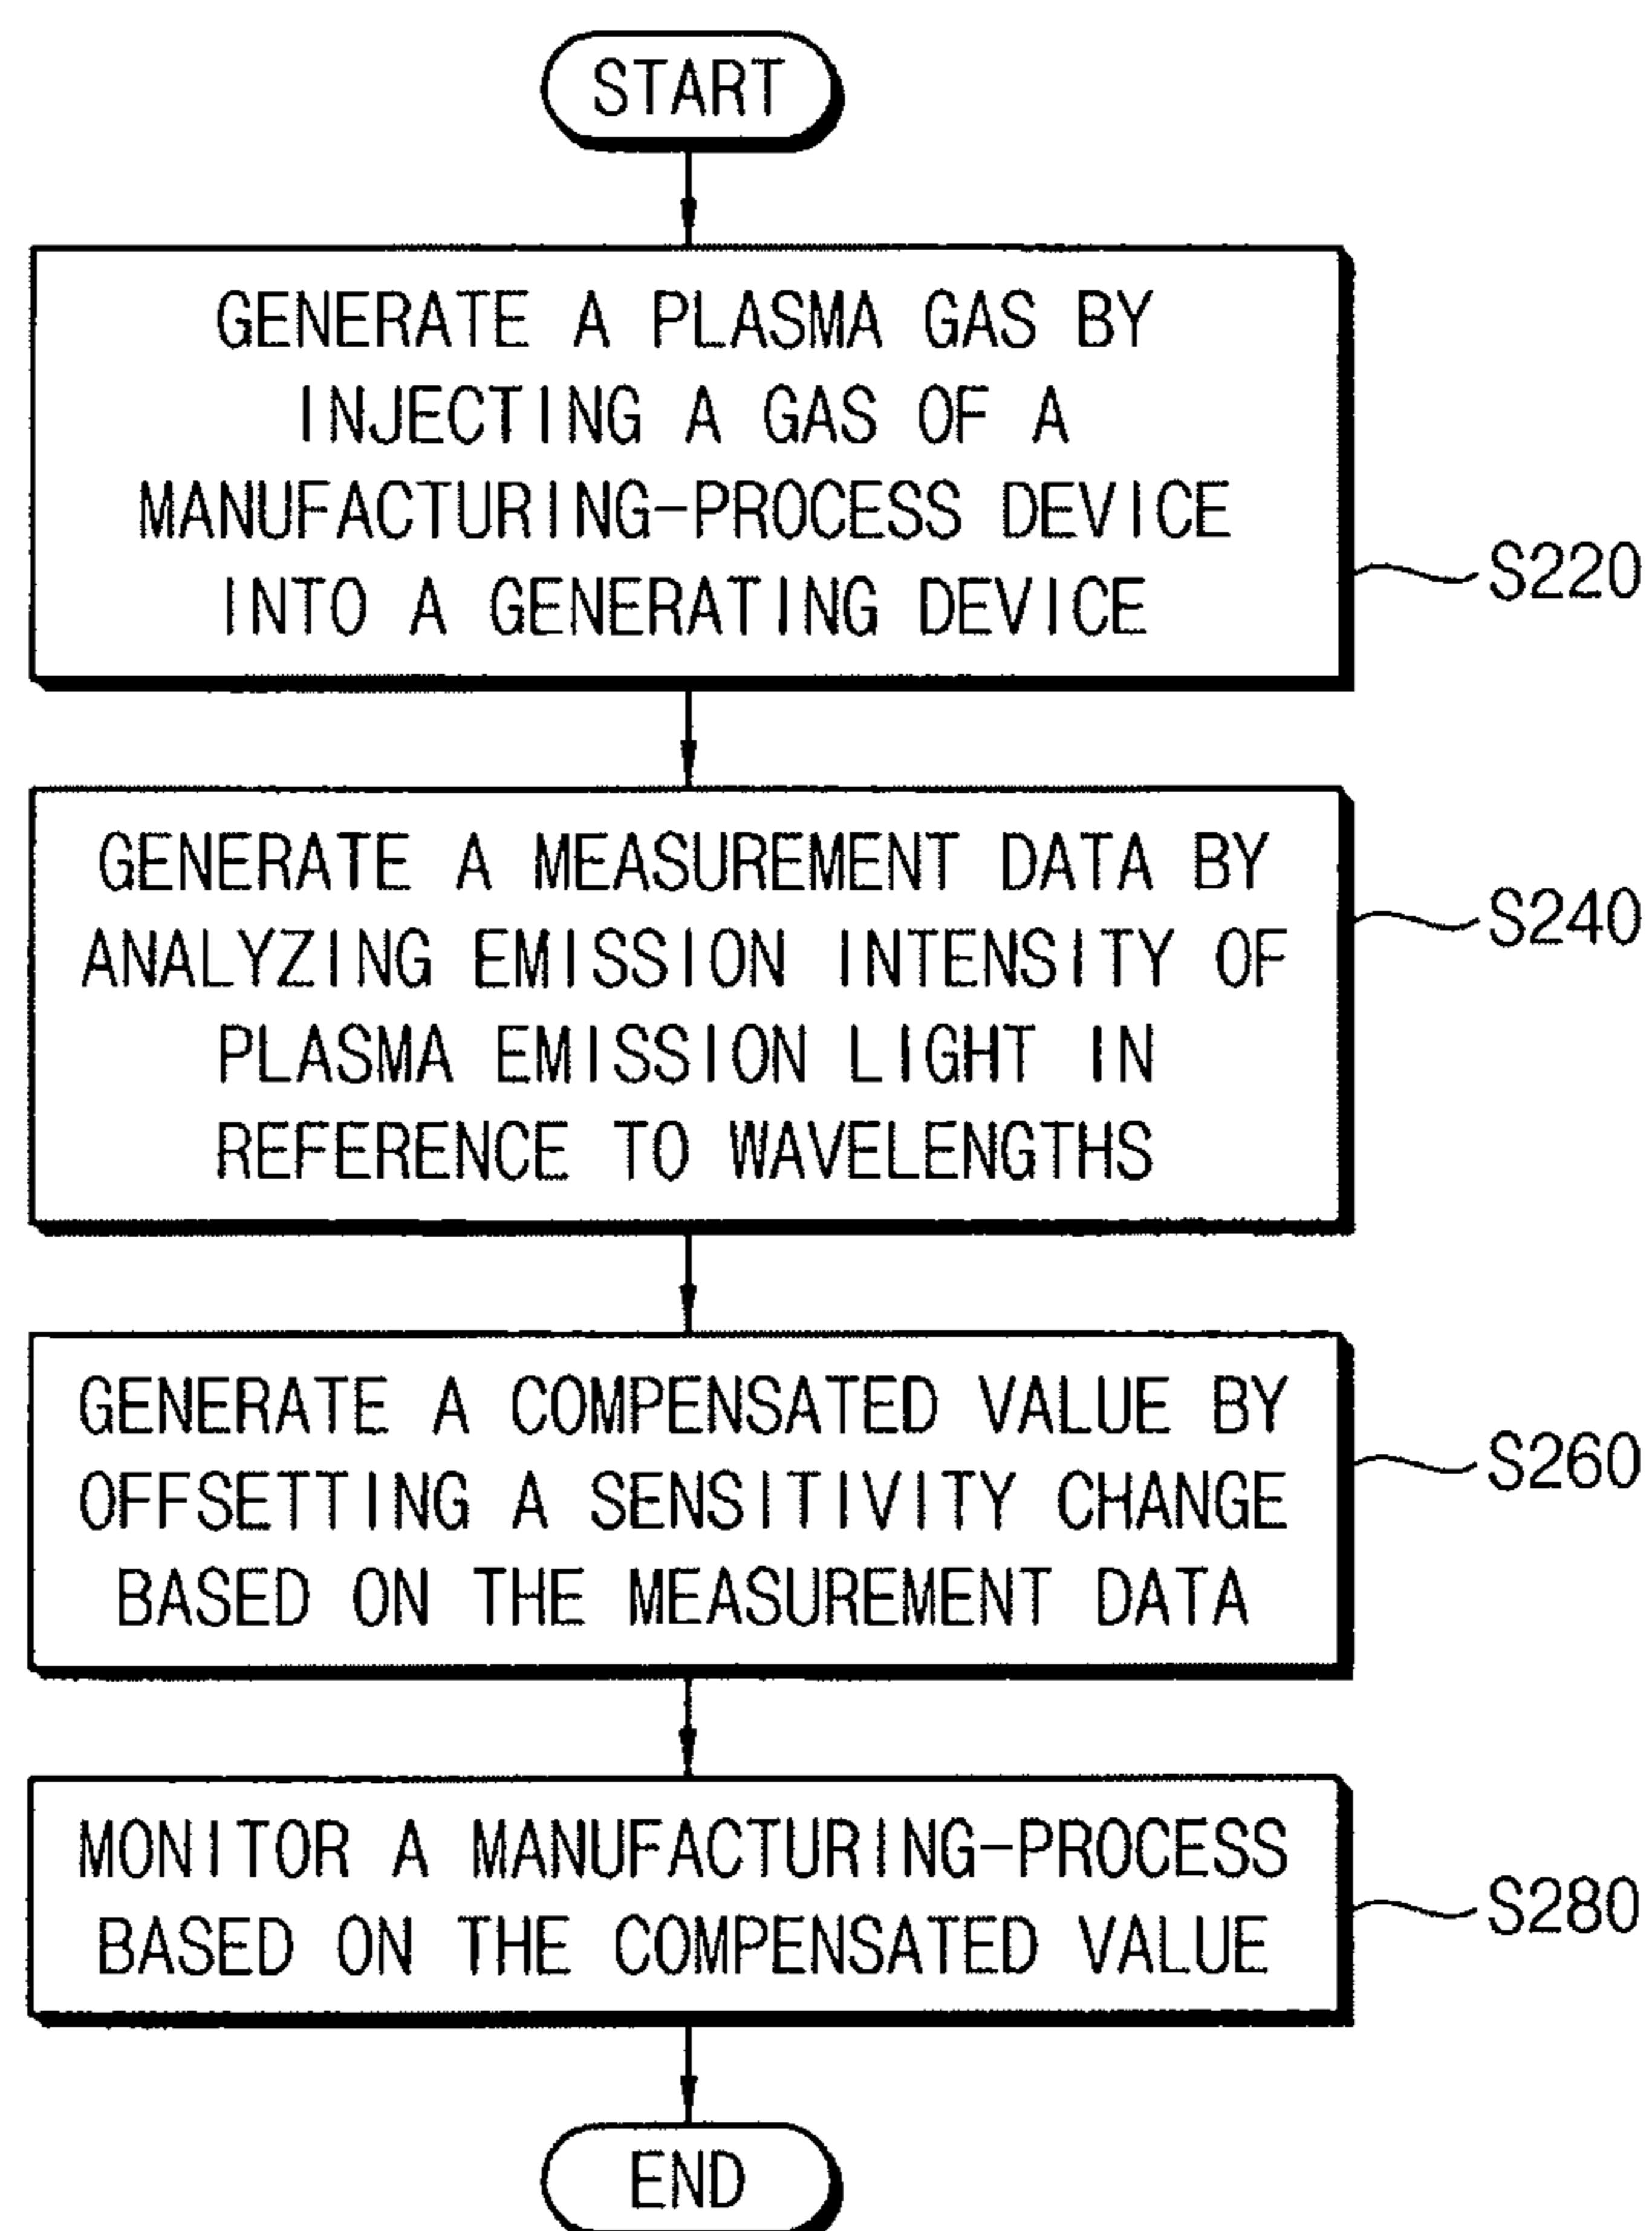 START
GENERATE A PLASMA GAS BY
INJECTING A GAS OF A
MANUFACTURING-PROCESS DEVICE
INTO A GENERATING DEVICE
S220
GENERATE A MEASUREMENT DATA BY
ANALYZING EMISSION INTENSITY OF
PLASMA EMISSION LIGHT IN
REFERENCE TO WAVELENGTHS
S240
GENERATE A COMPENSATED VALUE BY
OFFSETTING A SENSITIVITY CHANGE
BASED ON THE MEASUREMENT DATA
S260
MONITOR A MANUFACTURING-PROCESS
BASED ON THE COMPENSATED VALUE
S280
END